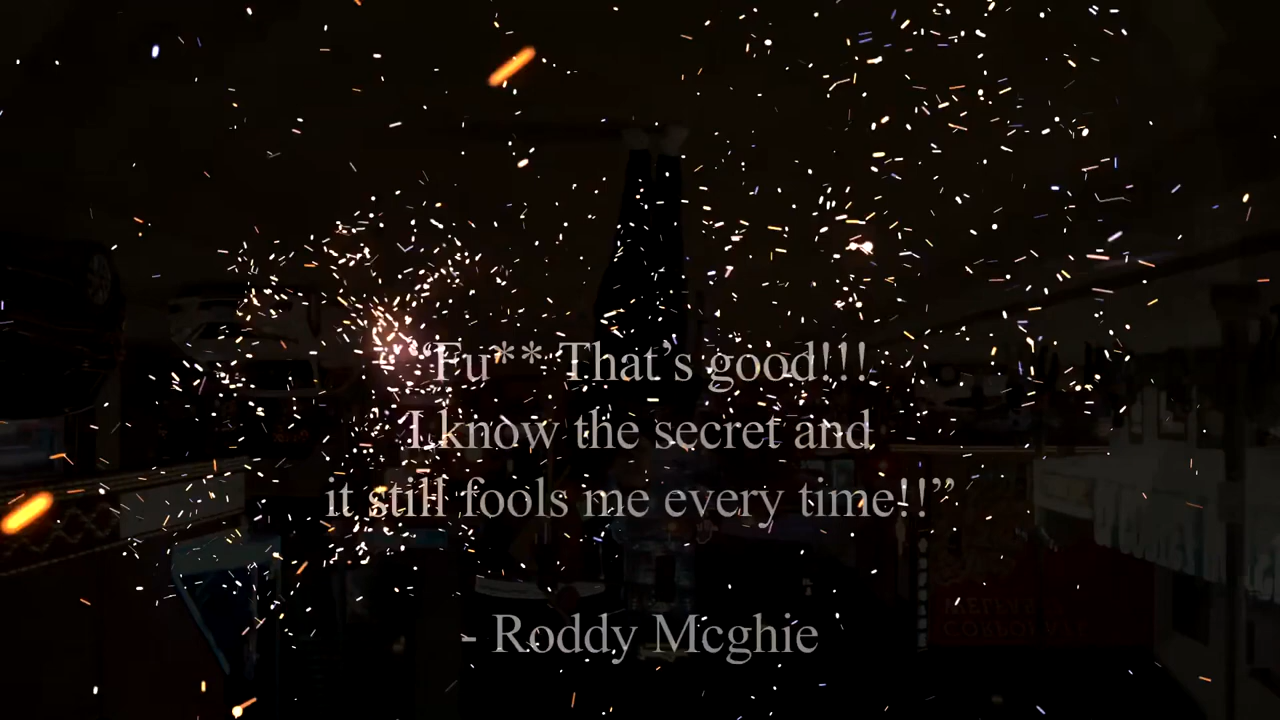 “Fu** That’s good!!!
I know the secret and
it still fools me every time!!”
- Roddy Mcghie